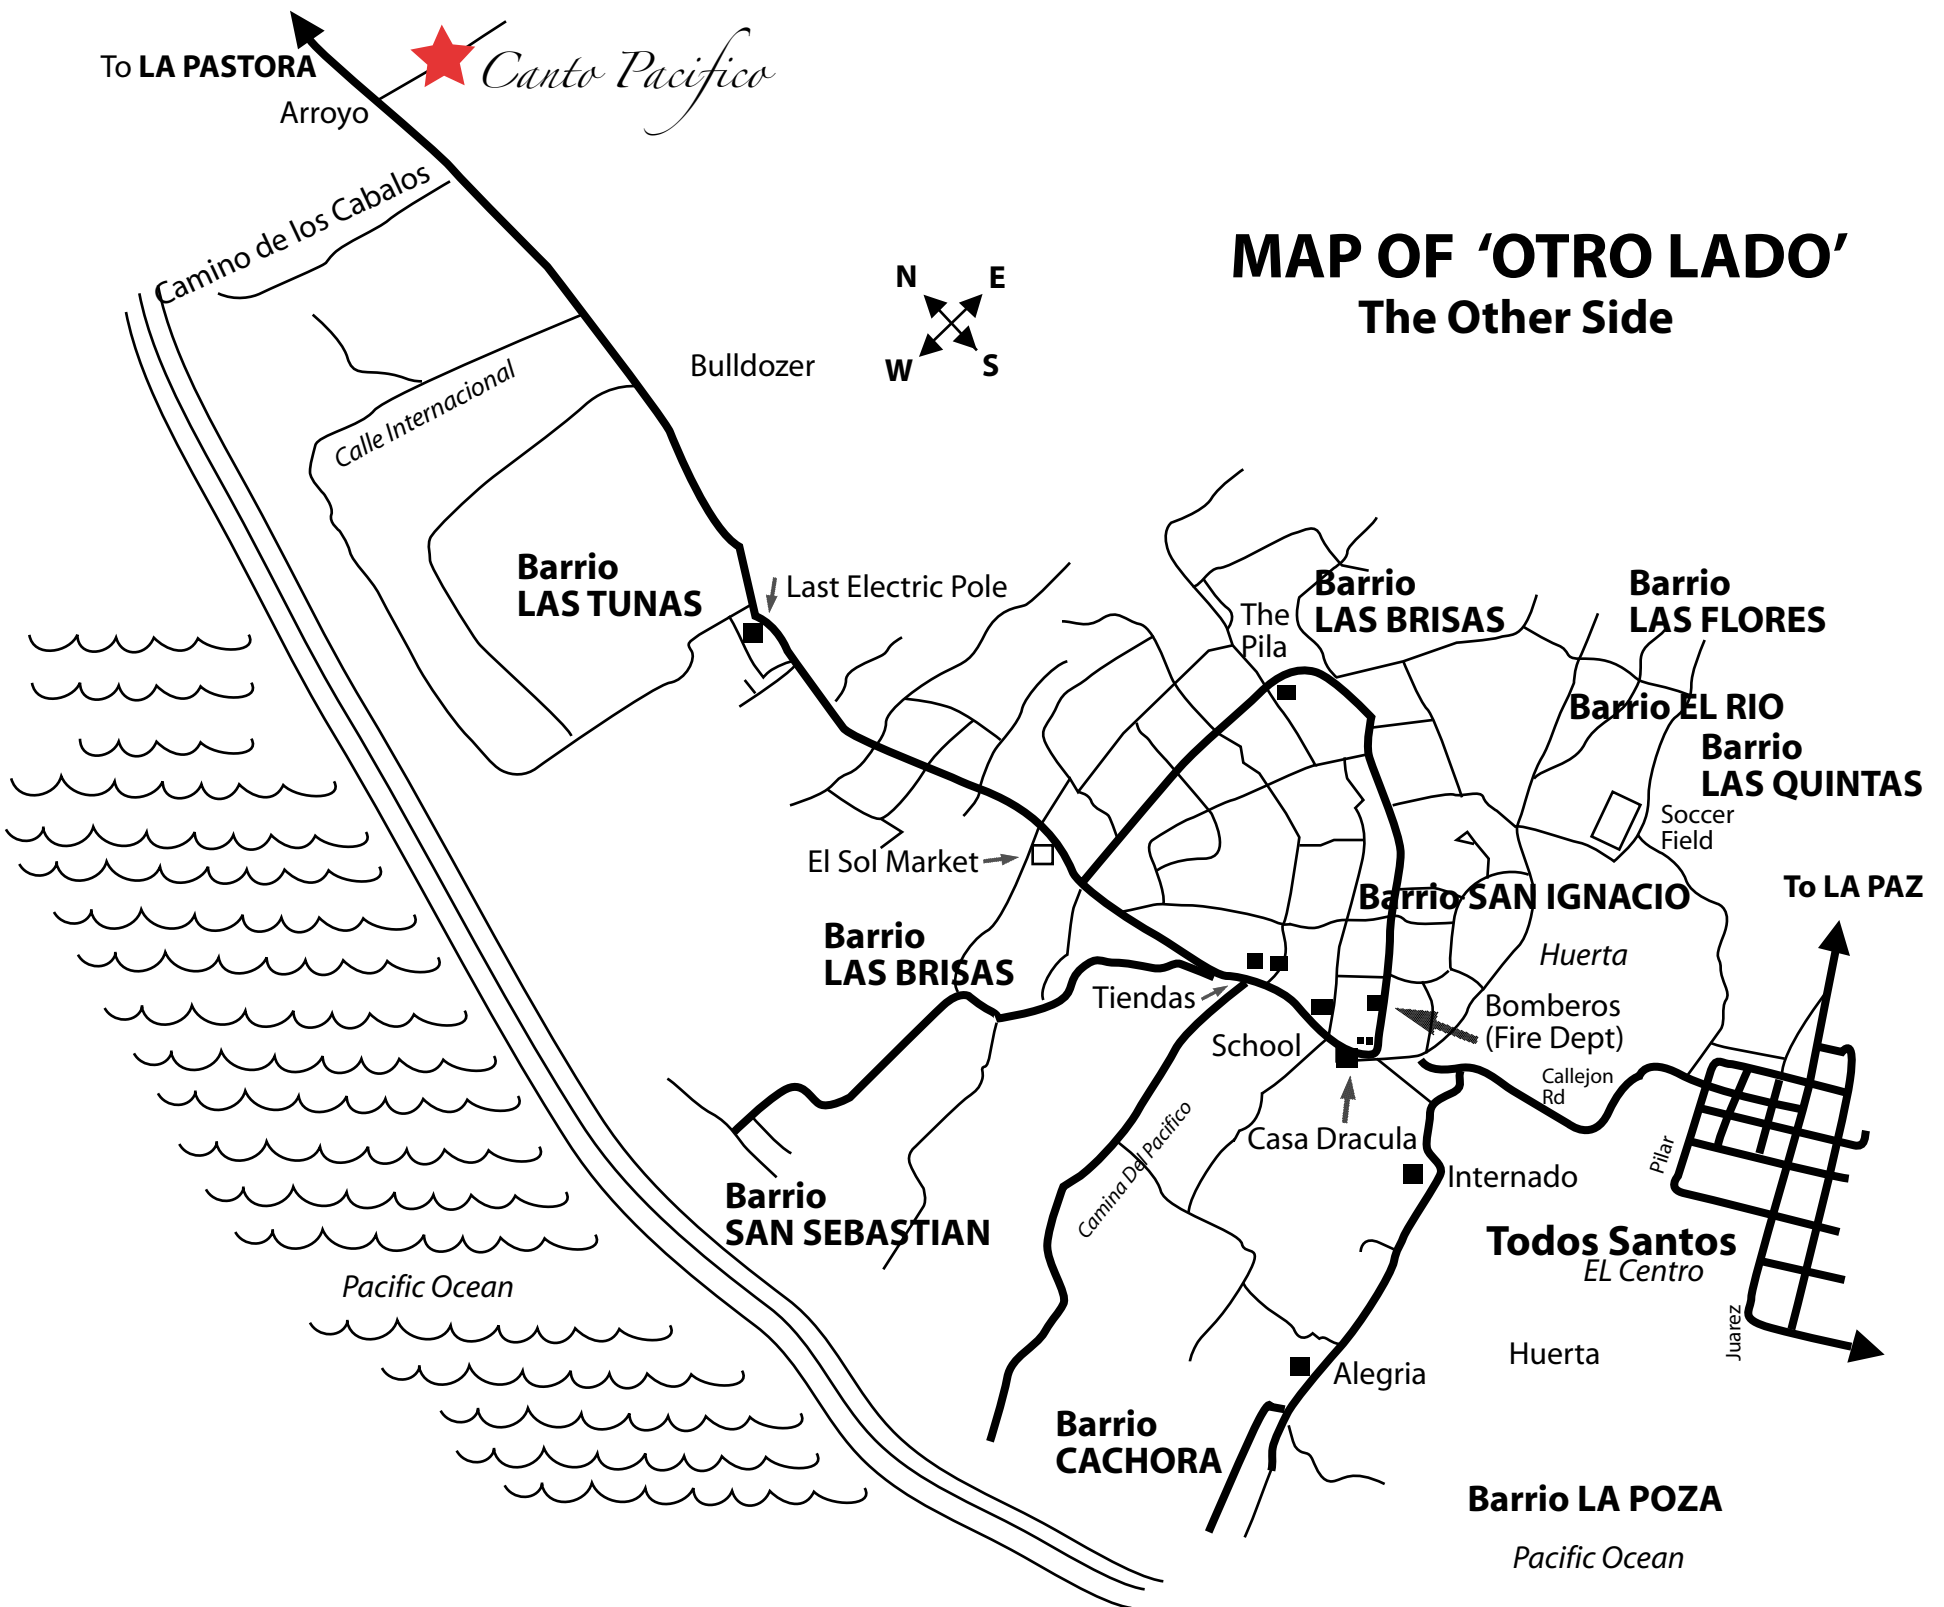 To LA PASTORA
Canto Pacifico
Arroyo
Camino de los Cabalos
MAP OF ‘OTRO LADO’
The Other Side
N
E
W
S
Bulldozer
Calle Internacional
Barrio
LAS TUNAS
Last Electric Pole
The
Pila
Barrio
LAS BRISAS
Barrio
LAS FLORES
Barrio EL RIO
Barrio
LAS QUINTAS
Soccer
Field
El Sol Market
To LA PAZ
Barrio SAN IGNACIO
Huerta
Barrio
LAS BRISAS
Tiendas
School
Bomberos
(Fire Dept)
Callejon
Rd
Casa Dracula
Camina Del Pacifico
Pilar
Internado
Barrio
SAN SEBASTIAN
Todos Santos
EL Centro
Pacific Ocean
Juarez
Huerta
Alegria
Barrio
CACHORA
Barrio LA POZA
Pacific Ocean